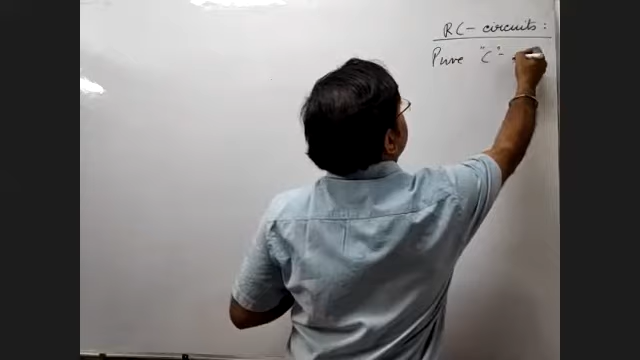 RC- circuits :
Pure "C"-